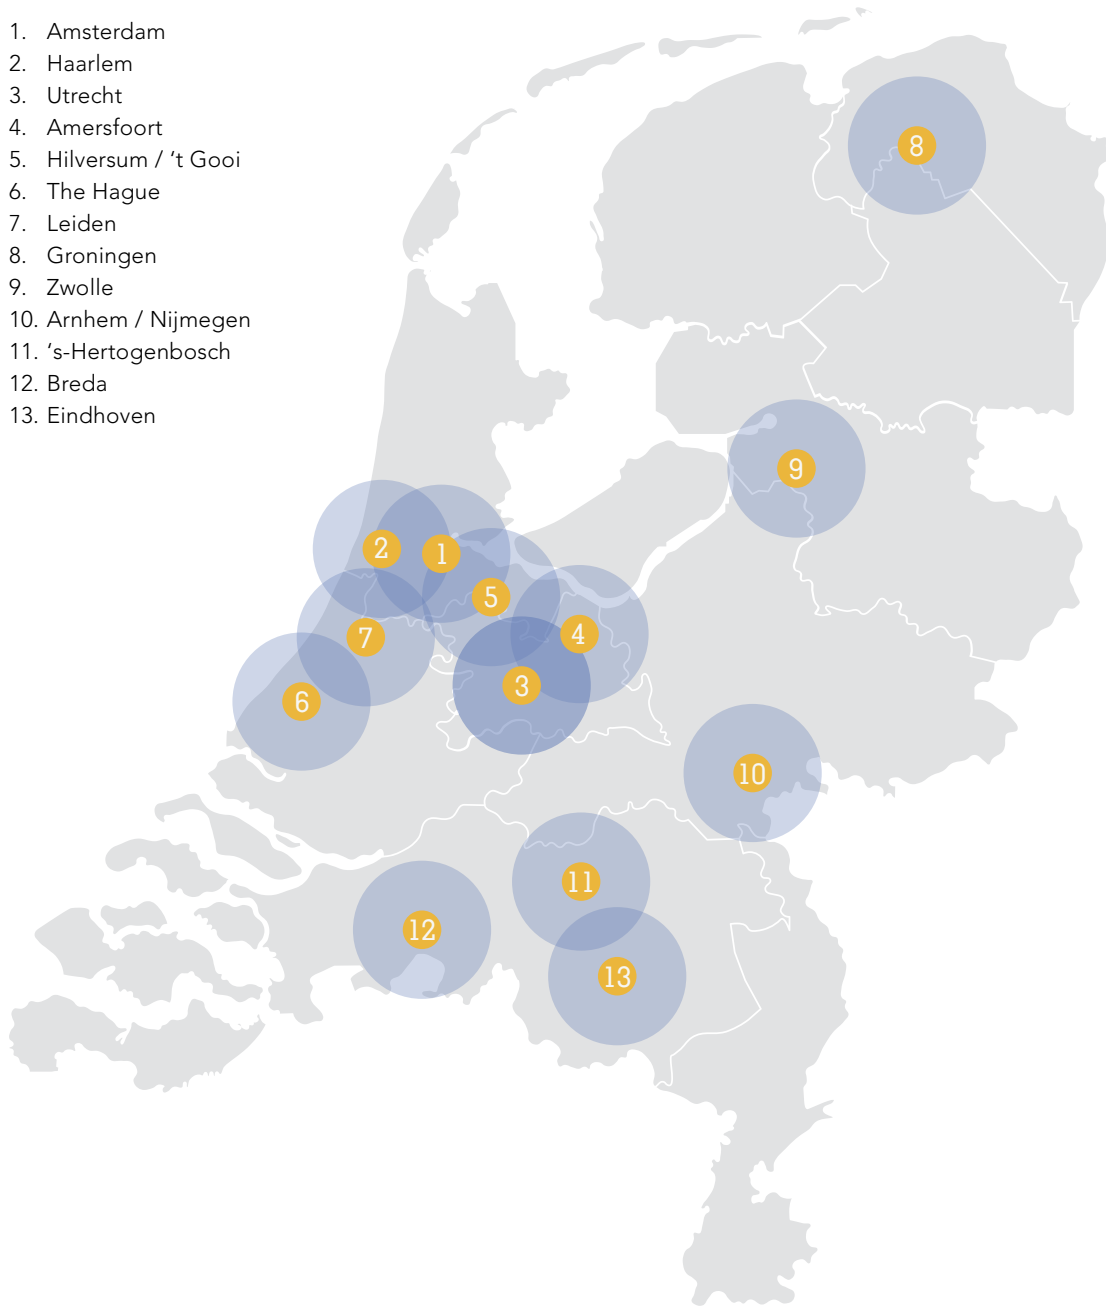 1. Amsterdam
2. Haarlem
3. Utrecht
4. Amersfoort
5. Hilversum / ‘t Gooi
6. The Hague
7. Leiden
8. Groningen
9. Zwolle
10. Arnhem / Nijmegen
11. ‘s-Hertogenbosch
12. Breda
13. Eindhoven
8
9
2
1
5
4
7
3
6
10
11
12
13